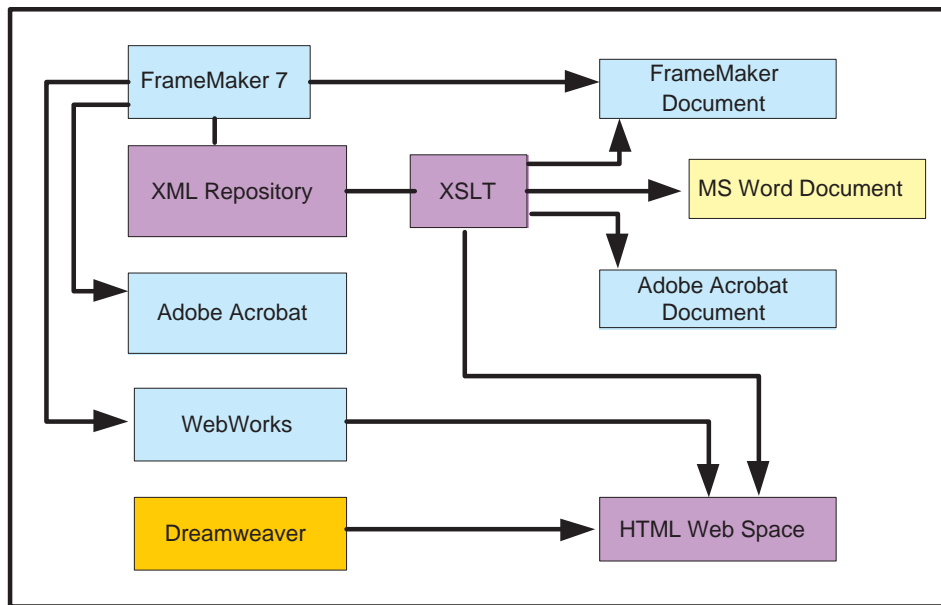 FrameMaker 7
FrameMaker
Document
XML Repository
XSLT
MS Word Document
Adobe Acrobat
Adobe Acrobat
Document
WebWorks
Dreamweaver
HTML Web Space